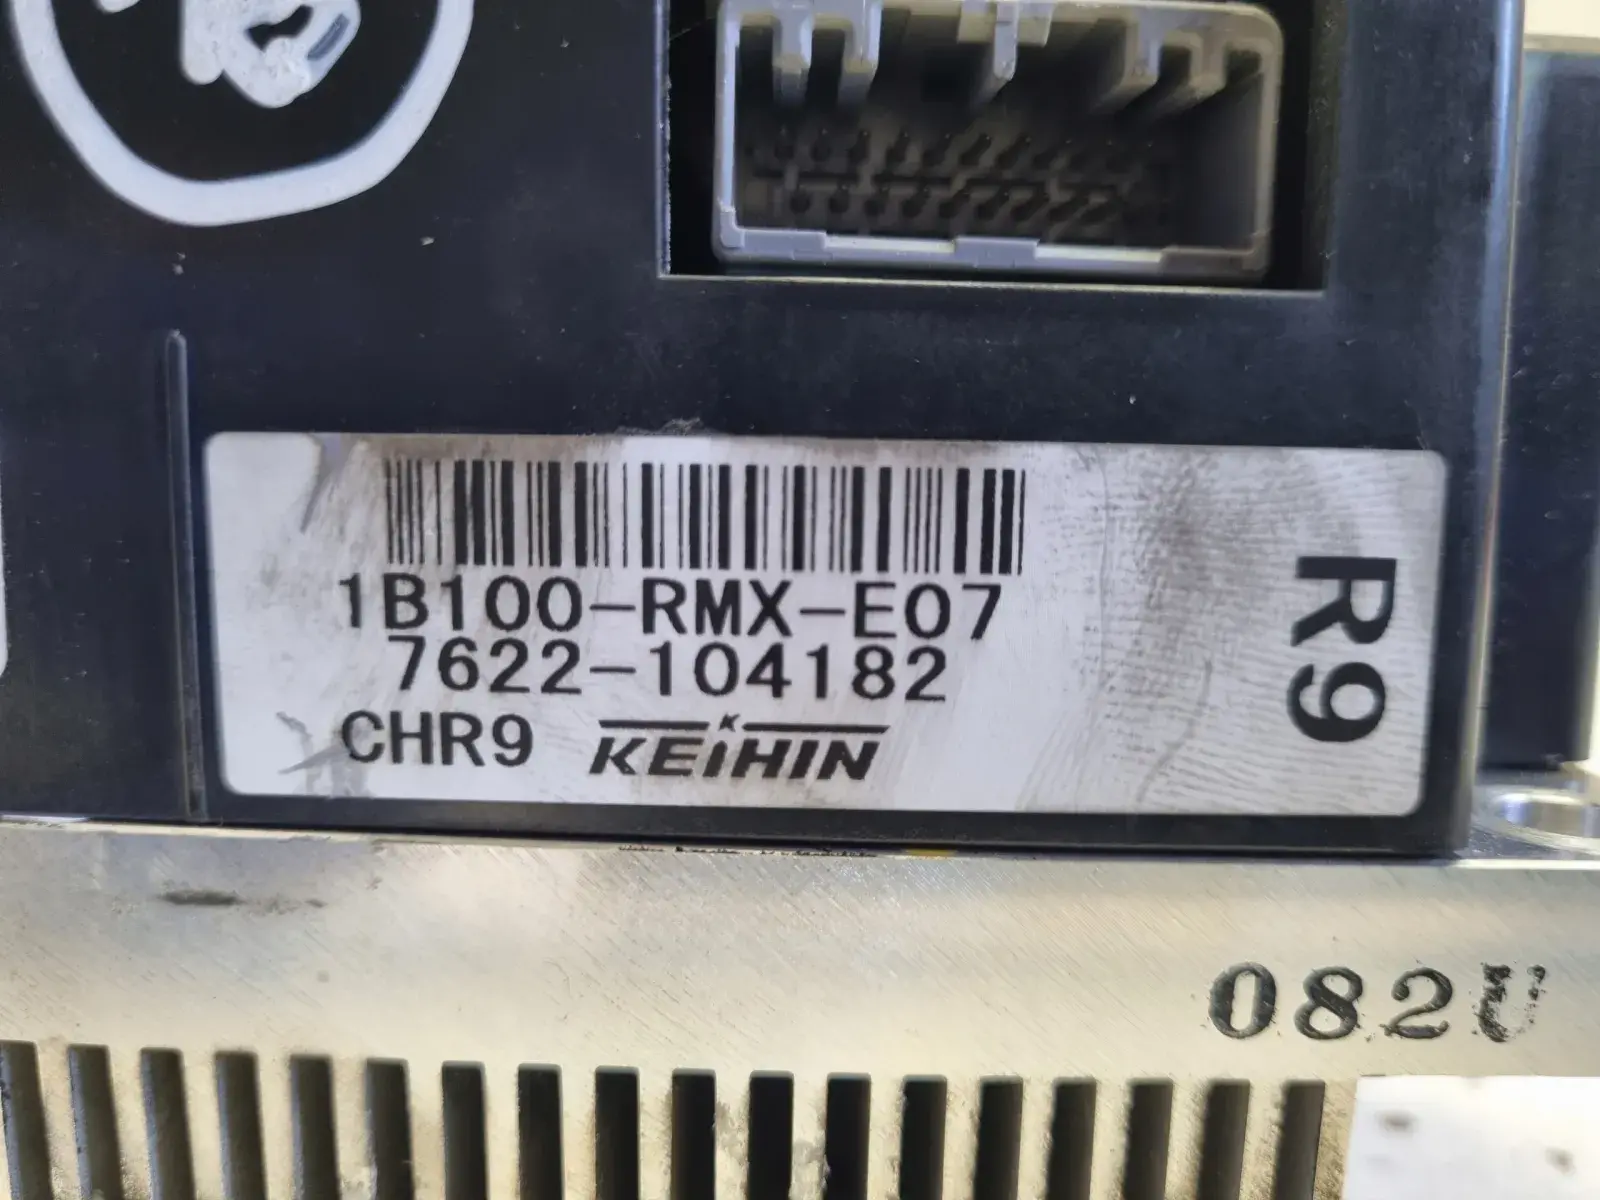 1B100-RMX-E07
7622-104182
CHR9 KEIHIN
R9
082U